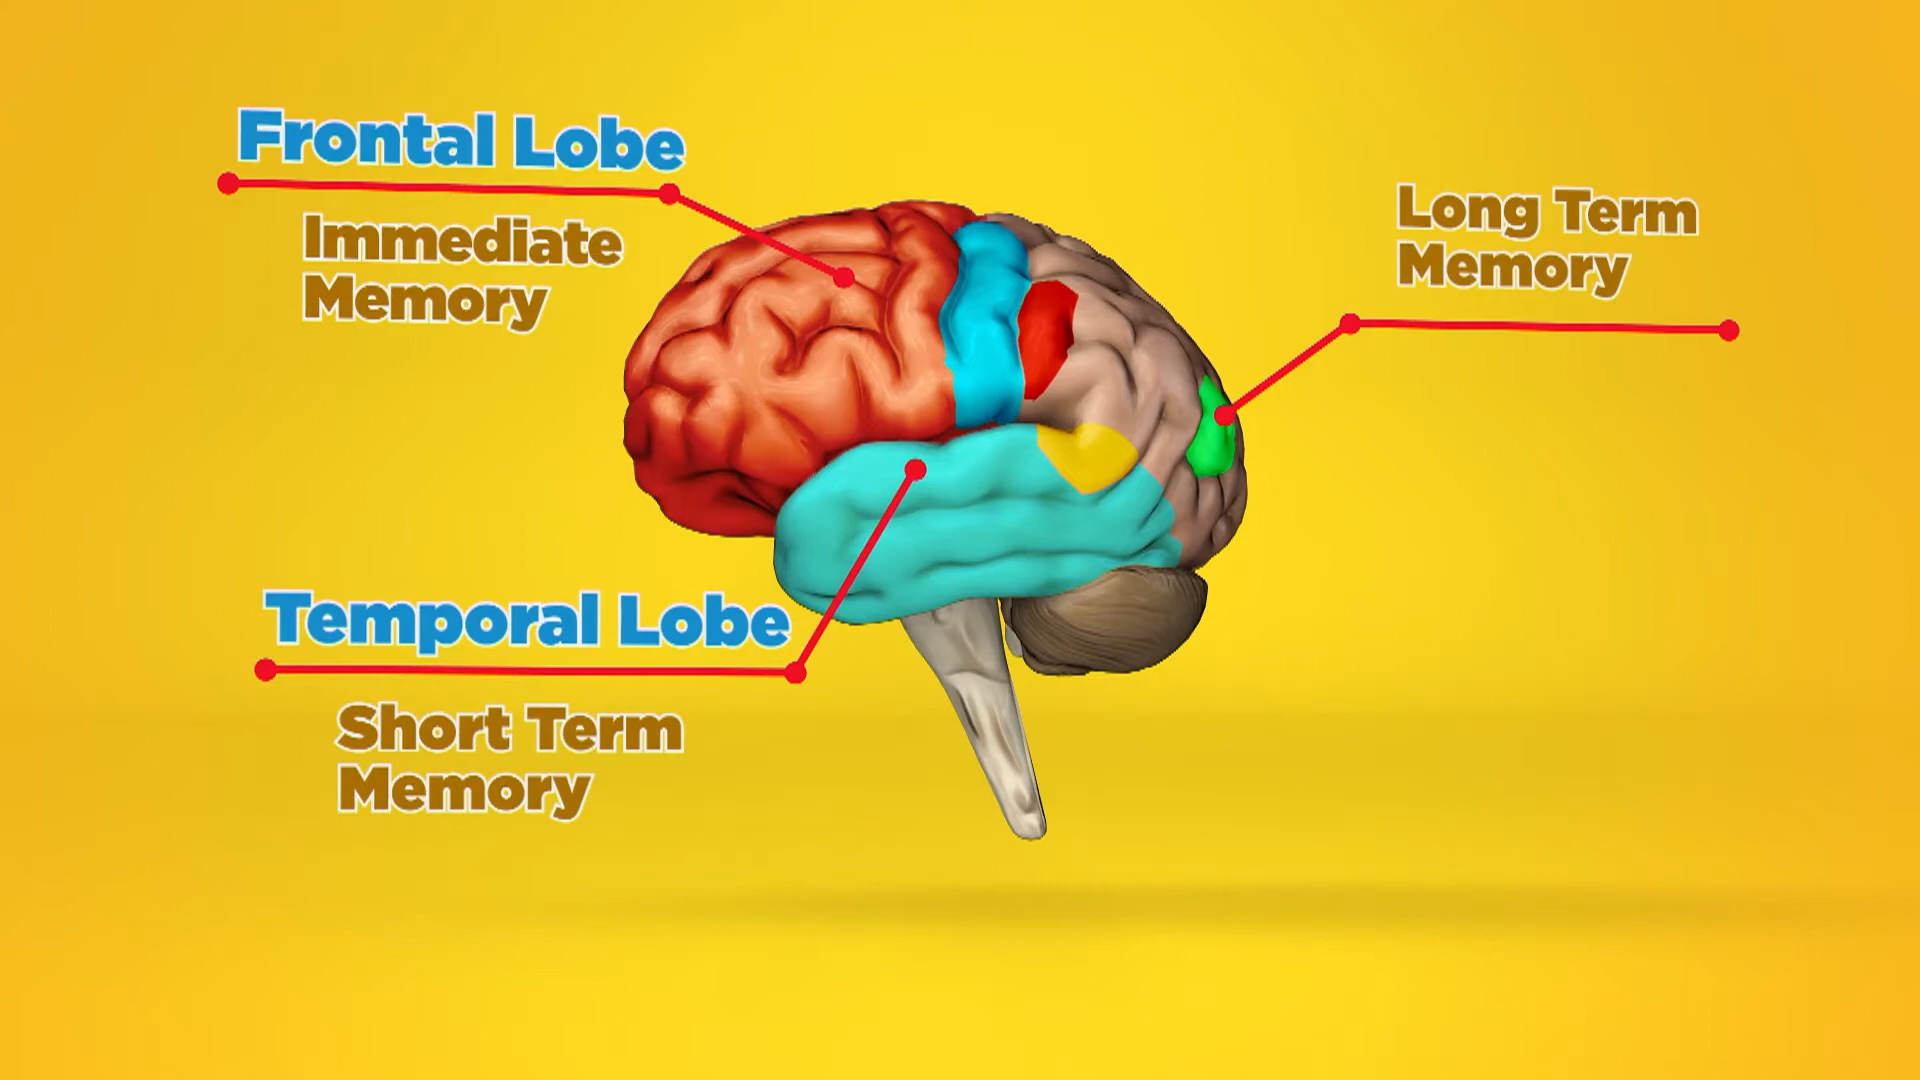 Frontal Lobe
Immediate
Memory
Long Term
Memory
Temporal Lobe
Short Term
Memory